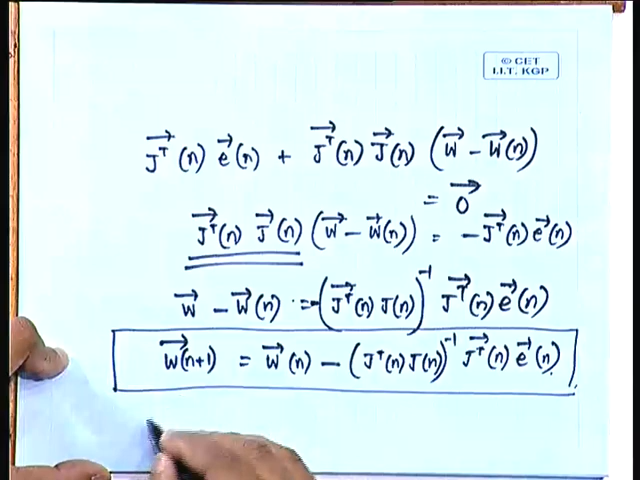 © CET
I.I.T. KGP
J⃗ᵀ(n) e⃗(n) + J⃗ᵀ(n) J⃗(n) (w⃗ − w⃗(n))
= 0⃗
J⃗ᵀ(n) J⃗(n) (w⃗ − w⃗(n)) = −J⃗ᵀ(n) e⃗(n)
w⃗ − w⃗(n) = −(J⃗ᵀ(n) J(n))⁻¹ J⃗ᵀ(n) e⃗(n)
w⃗(n+1) = w⃗(n) − (Jᵀ(n) J(n))⁻¹ J⃗ᵀ(n) e⃗(n).